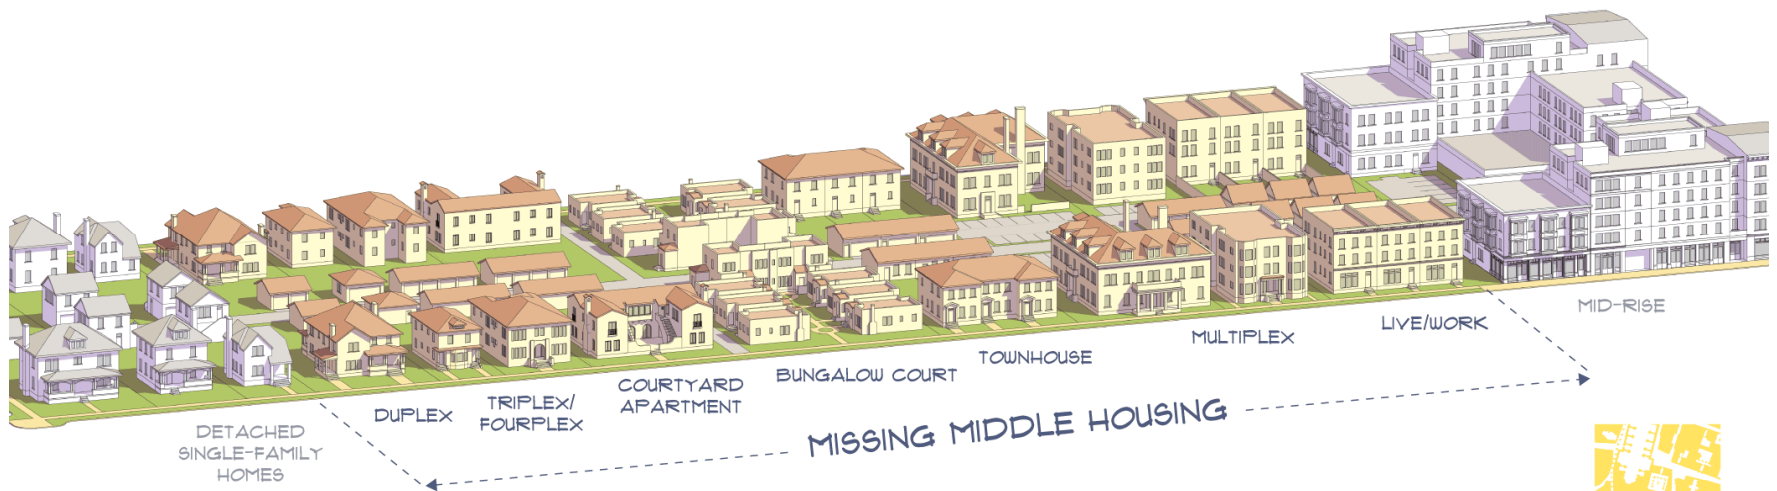 DETACHED
SINGLE-FAMILY
HOMES
DUPLEX
TRIPLEX/
FOURPLEX
COURTYARD
APARTMENT
BUNGALOW COURT
TOWNHOUSE
MULTIPLEX
LIVE/WORK
MID-RISE
MISSING MIDDLE HOUSING